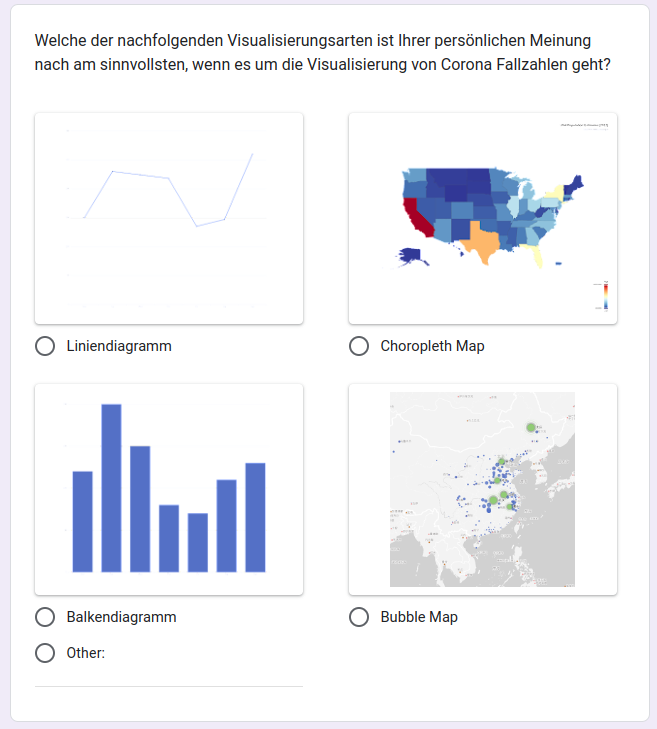 Welche der nachfolgenden Visualisierungsarten ist Ihrer persönlichen Meinung
nach am sinnvollsten, wenn es um die Visualisierung von Corona Fallzahlen geht?
Liniendiagramm
Choropleth Map
Balkendiagramm
Bubble Map
Other: